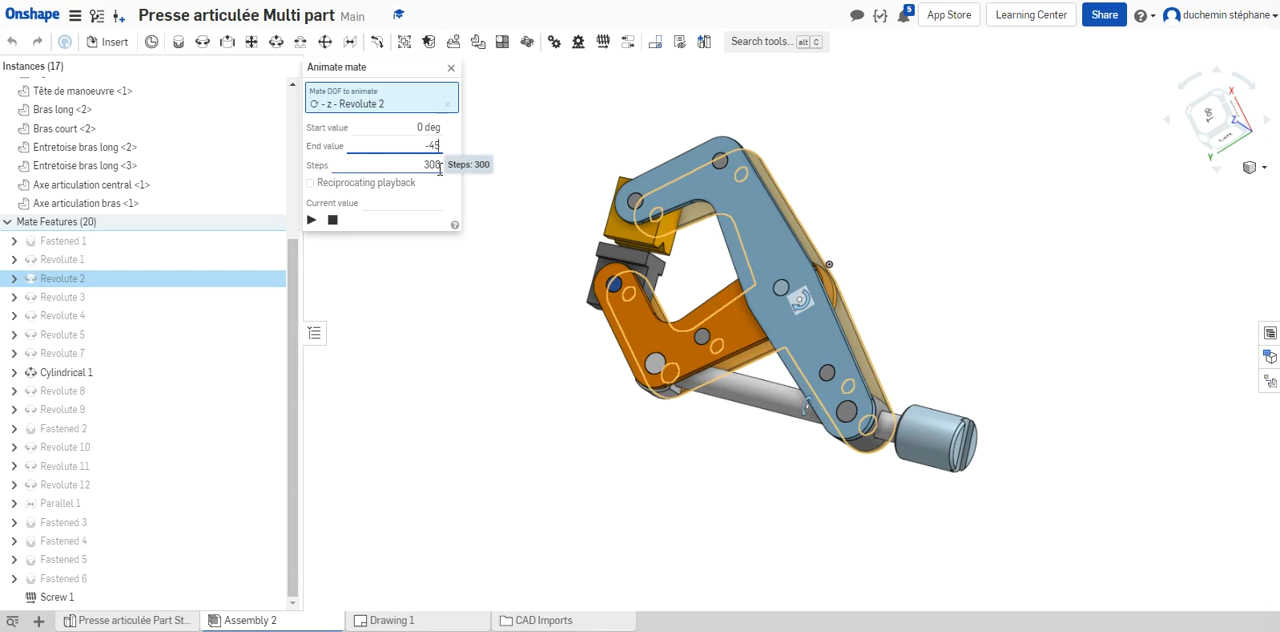 Onshape Presse articulée Multi part Main 5 App Store Learning Center Share duchemin stéphane
Insert Search tools... alt C
Instances (17)
Tête de manoeuvre <1>
Bras long <2>
Bras court <2>
Entretoise bras long <2>
Entretoise bras long <3>
Axe articulation central <1>
Axe articulation bras <1>
Mate Features (20)
Fastened 1
Revolute 1
Revolute 2
Revolute 3
Revolute 4
Revolute 5
Revolute 7
Cylindrical 1
Revolute 8
Revolute 9
Fastened 2
Revolute 10
Revolute 11
Revolute 12
Parallel 1
Fastened 3
Fastened 4
Fastened 5
Fastened 6
Screw 1
Animate mate
Mate DOF to animate
- z - Revolute 2
Start value 0 deg
End value -45
Steps 300
Steps: 300
Reciprocating playback
Current value
X
Z
Y
Presse articulée Part St... Assembly 2 Drawing 1 CAD Imports